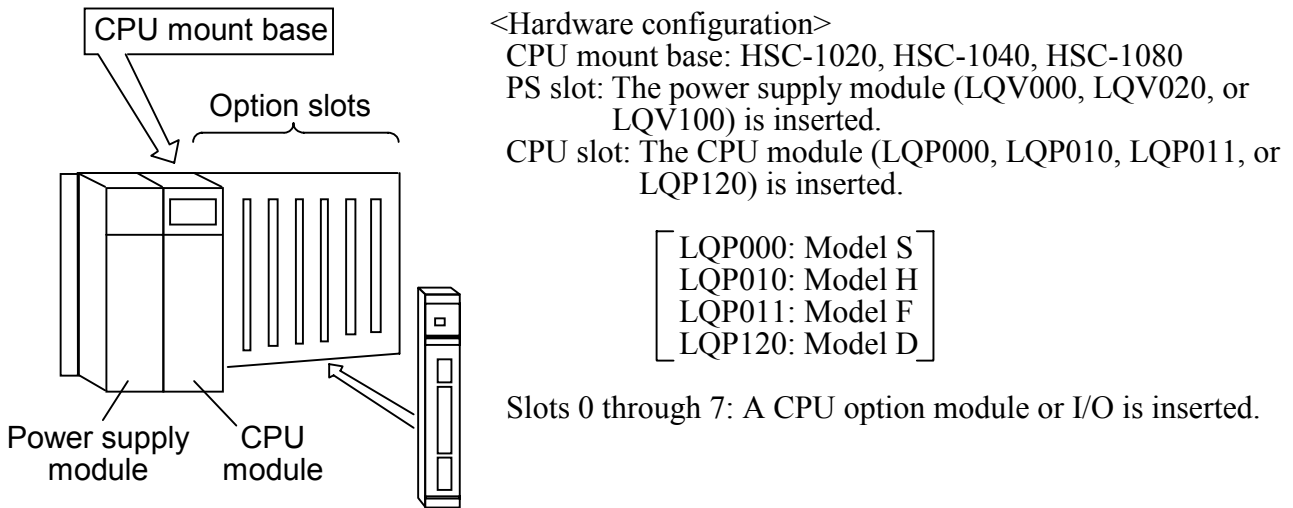 CPU mount base
Option slots
Power supply
module
CPU
module
<Hardware configuration>
CPU mount base: HSC-1020, HSC-1040, HSC-1080
PS slot: The power supply module (LQV000, LQV020, or
LQV100) is inserted.
CPU slot: The CPU module (LQP000, LQP010, LQP011, or
LQP120) is inserted.
LQP000: Model S
LQP010: Model H
LQP011: Model F
LQP120: Model D
Slots 0 through 7: A CPU option module or I/O is inserted.